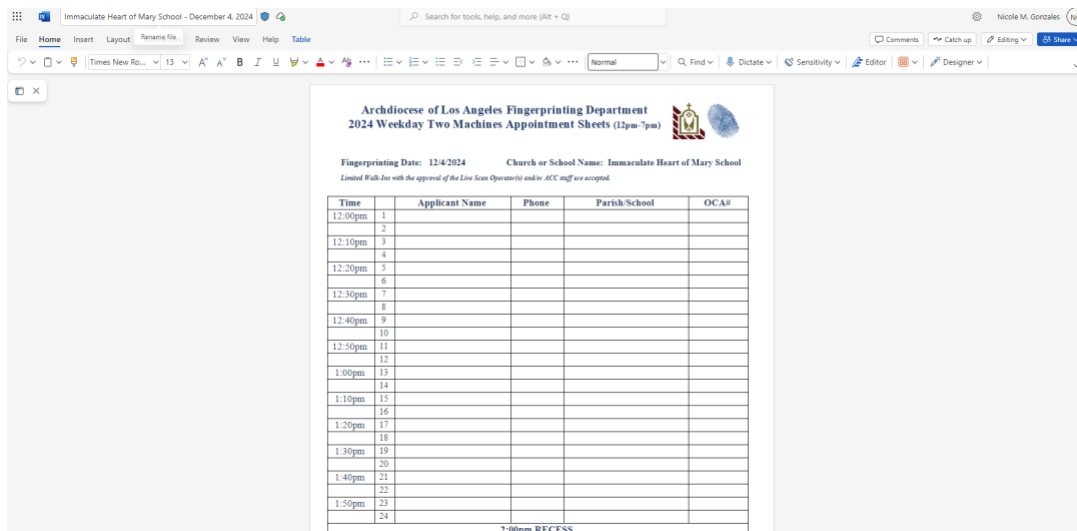 Immaculate Heart of Mary School - December 4, 2024
Search for tools, help, and more (Alt + Q)
Nicole M. Gonzales
File Home Insert Layout Rename file Review View Help Table
Comments Catch up Editing Share
Times New Ro... 13 A A B I U A Normal Find Dictate Sensitivity Editor Designer
Archdiocese of Los Angeles Fingerprinting Department
2024 Weekday Two Machines Appointment Sheets (12pm-7pm)
Fingerprinting Date: 12/4/2024 Church or School Name: Immaculate Heart of Mary School
Limited Walk-Ins with the approval of the Live Scan Operator(s) and/or ACC staff are accepted.
Time Applicant Name Phone Parish/School OCA#
12:00pm 1
2
12:10pm 3
4
12:20pm 5
6
12:30pm 7
8
12:40pm 9
10
12:50pm 11
12
1:00pm 13
14
1:10pm 15
16
1:20pm 17
18
1:30pm 19
20
1:40pm 21
22
1:50pm 23
24
2:00pm RECESS